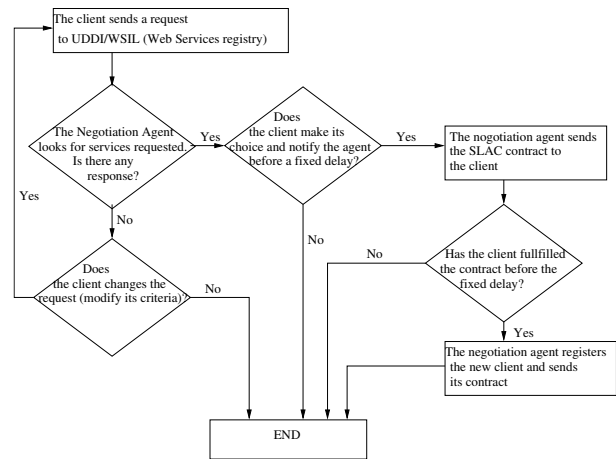 The client sends a request
to UDDI/WSIL (Web Services registry)
The Negotiation Agent
looks for services requested.
Is there any
response?
Yes
Does
the client make its
choice and notify the agent
before a fixed delay?
Yes
The nogotiation agent sends
the SLAC contract to
the client
Yes
No
No
Does
the client changes the
request (modify its criteria)?
No
No
Has the client fullfilled
the contract before the
fixed delay?
Yes
The negotiation agent registers
the new client and sends
its contract
END